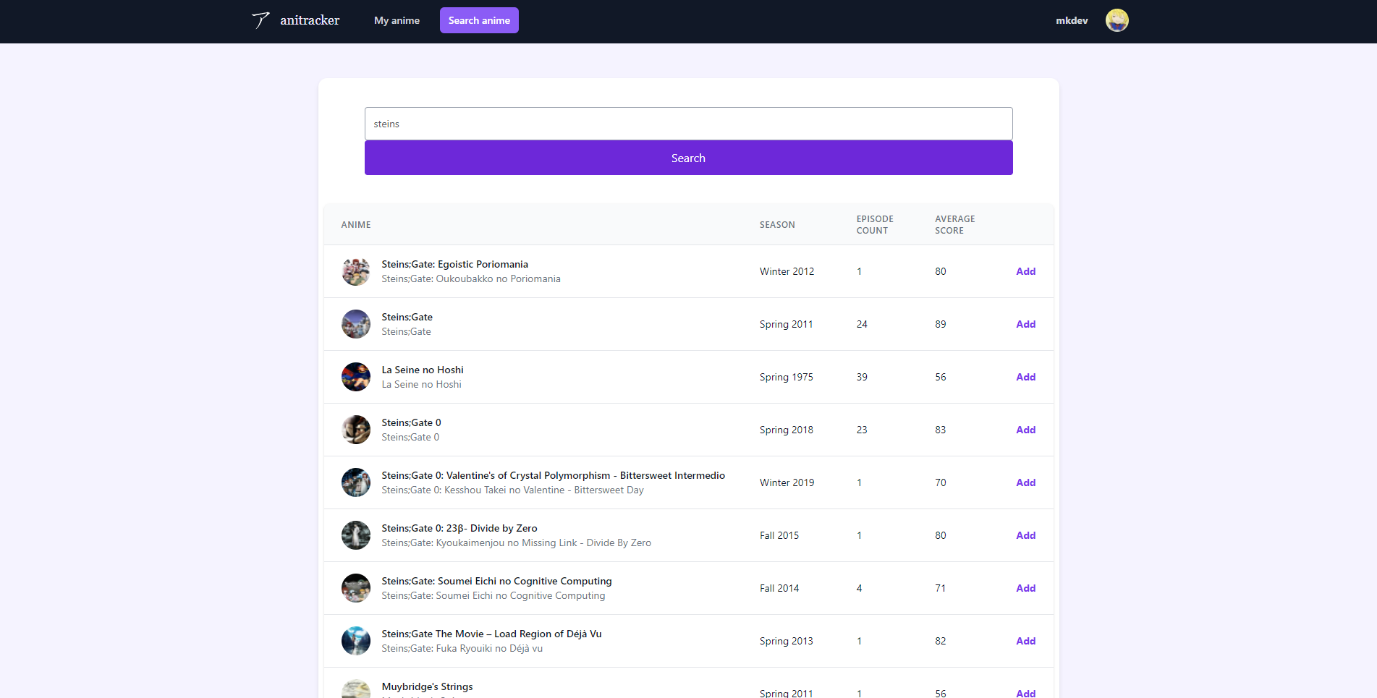 anitracker My anime Search anime mkdev
steins
Search
ANIME SEASON EPISODE COUNT AVERAGE SCORE
Steins;Gate: Egoistic Poriomania
Steins;Gate: Oukoubakko no Poriomania
Winter 2012 1 80 Add
Steins;Gate
Steins;Gate
Spring 2011 24 89 Add
La Seine no Hoshi
La Seine no Hoshi
Spring 1975 39 56 Add
Steins;Gate 0
Steins;Gate 0
Spring 2018 23 83 Add
Steins;Gate 0: Valentine's of Crystal Polymorphism - Bittersweet Intermedio
Steins;Gate 0: Kesshou Takei no Valentine - Bittersweet Day
Winter 2019 1 70 Add
Steins;Gate 0: 23β- Divide by Zero
Steins;Gate: Kyoukaimenjou no Missing Link - Divide By Zero
Fall 2015 1 80 Add
Steins;Gate: Soumei Eichi no Cognitive Computing
Steins;Gate: Soumei Eichi no Cognitive Computing
Fall 2014 4 71 Add
Steins;Gate The Movie – Load Region of Déjà Vu
Steins;Gate: Fuka Ryouiki no Déjà vu
Spring 2013 1 82 Add
Muybridge's Strings
Spring 2011 1 56 Add